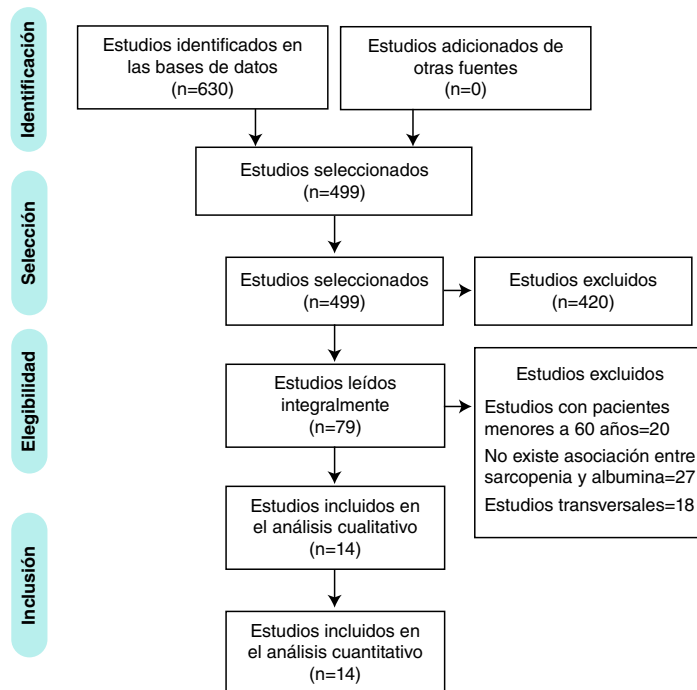 Identificación
Estudios identificados en
las bases de datos
(n=630)
Estudios adicionados de
otras fuentes
(n=0)
Estudios seleccionados
(n=499)
Selección
Estudios seleccionados
(n=499)
Estudios excluidos
(n=420)
Elegibilidad
Estudios leídos
integralmente
(n=79)
Estudios excluidos
Estudios con pacientes
menores a 60 años=20
No existe asociación entre
sarcopenia y albumina=27
Estudios transversales=18
Inclusión
Estudios incluidos en
el análisis cualitativo
(n=14)
Estudios incluidos en
el análisis cuantitativo
(n=14)